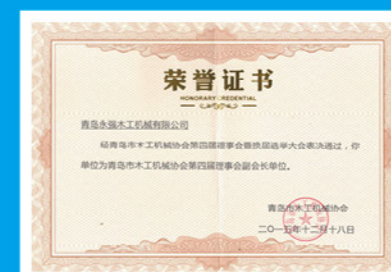 荣誉证书
HONORARY CREDENTIAL
青岛永强木工机械有限公司
经青岛市木工机械协会第四届理事会暨换届选举大会表决通过，你
单位为青岛市木工机械协会第四届理事会副会长单位。
青岛市木工机械协会
二〇一五年十二月十八日